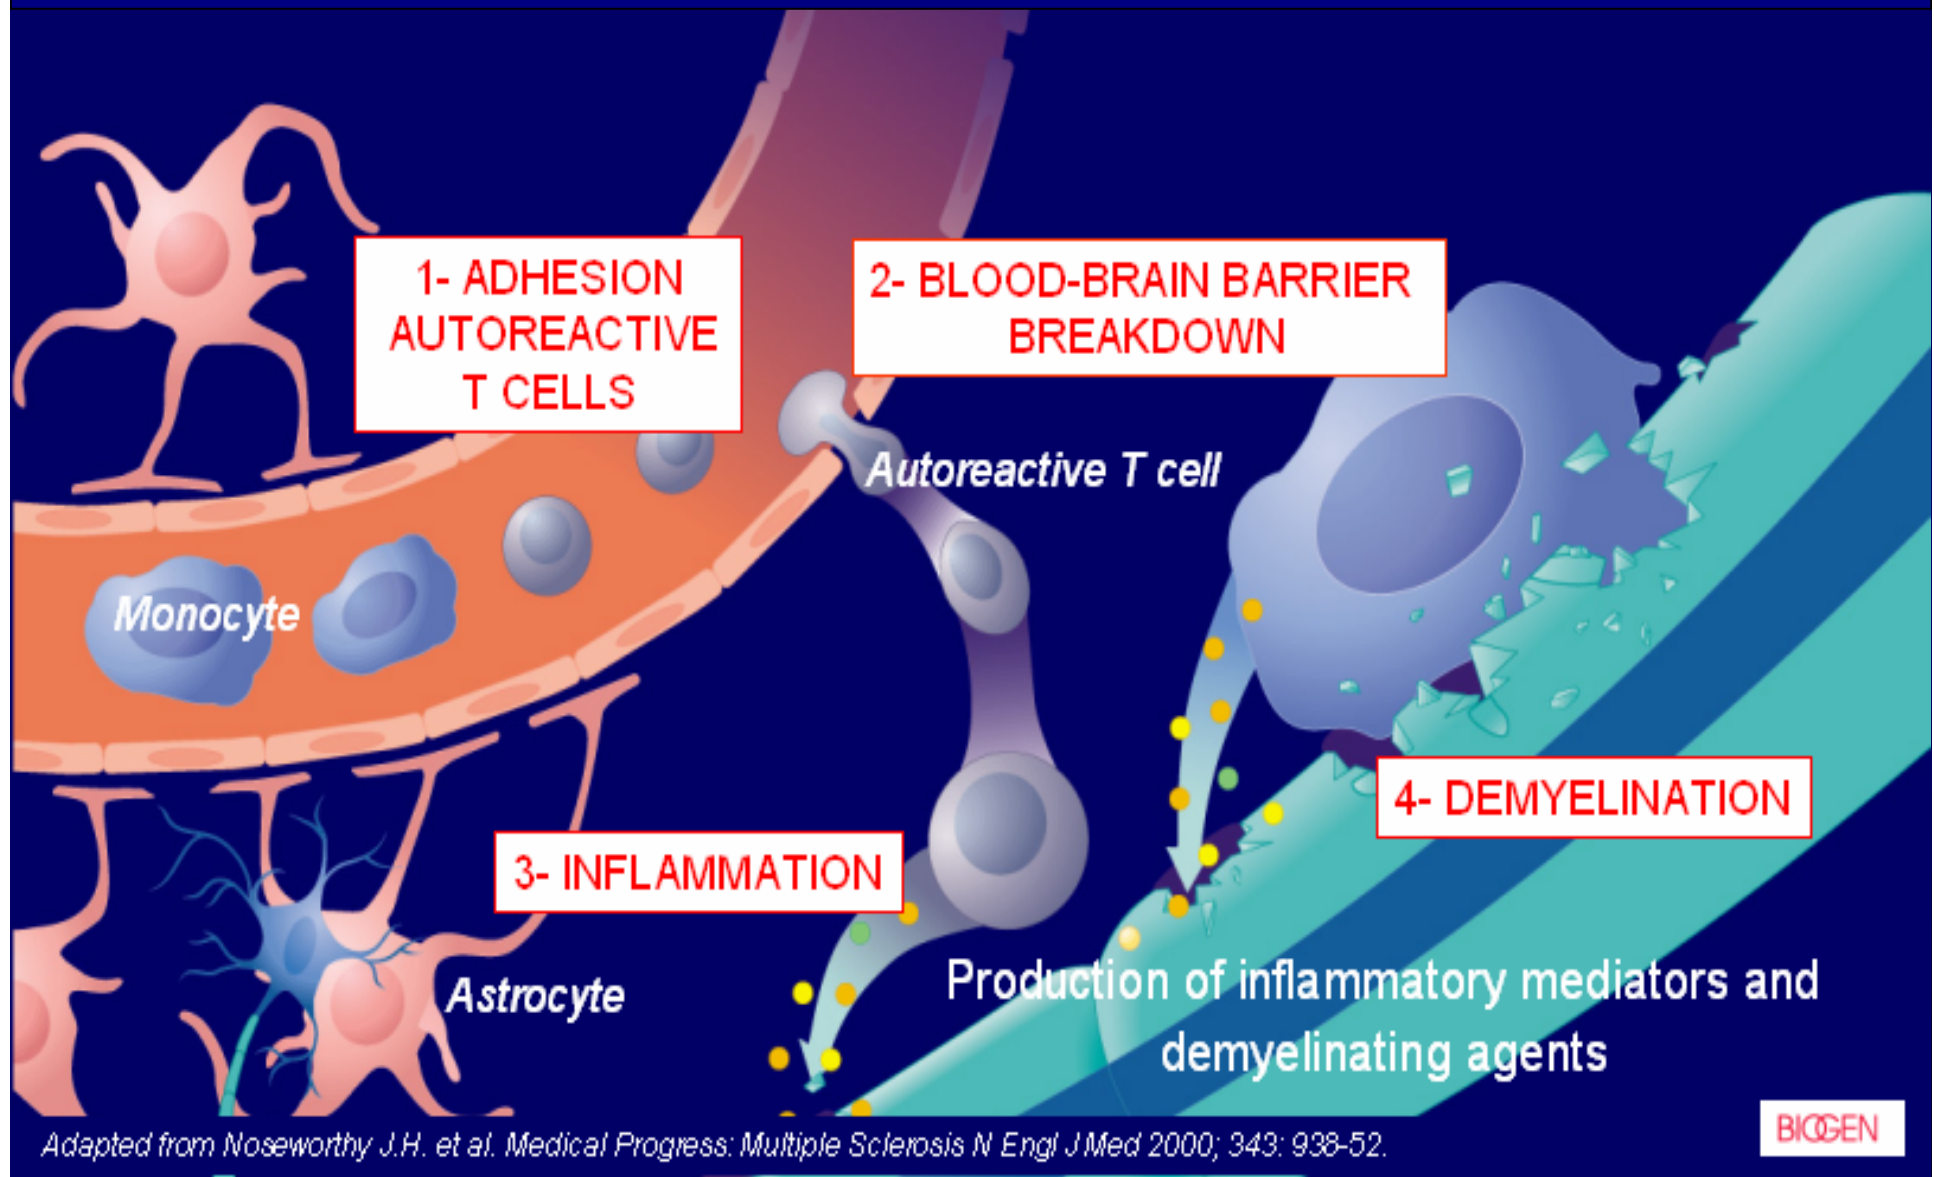 1- ADHESION
AUTOREACTIVE
T CELLS
2- BLOOD-BRAIN BARRIER
BREAKDOWN
Autoreactive T cell
Monocyte
4- DEMYELINATION
3- INFLAMMATION
Astrocyte
Production of inflammatory mediators and
demyelinating agents
Adapted from Noseworthy J.H. et al. Medical Progress: Multiple Sclerosis N Engl J Med 2000; 343: 938-52.
BIOGEN